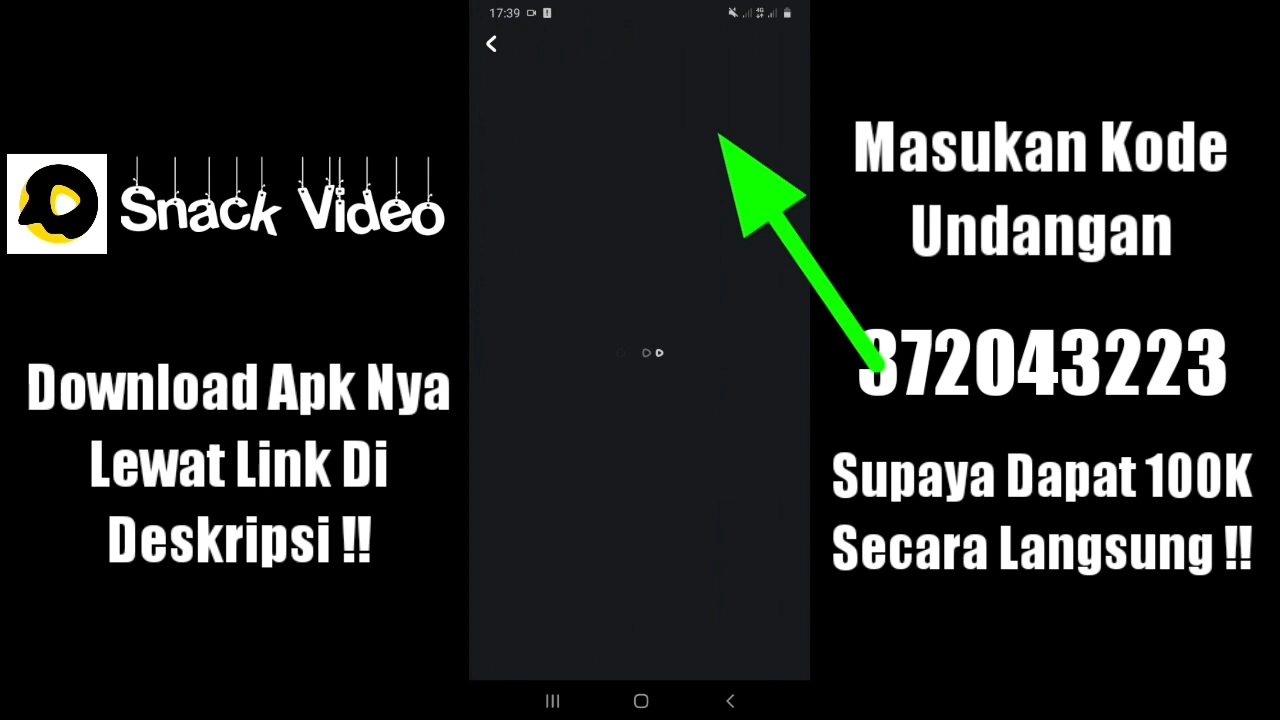 17:39
4G
Snack Video
Download Apk Nya
Lewat Link Di
Deskripsi !!
Masukan Kode
Undangan
372043223
Supaya Dapat 100K
Secara Langsung !!